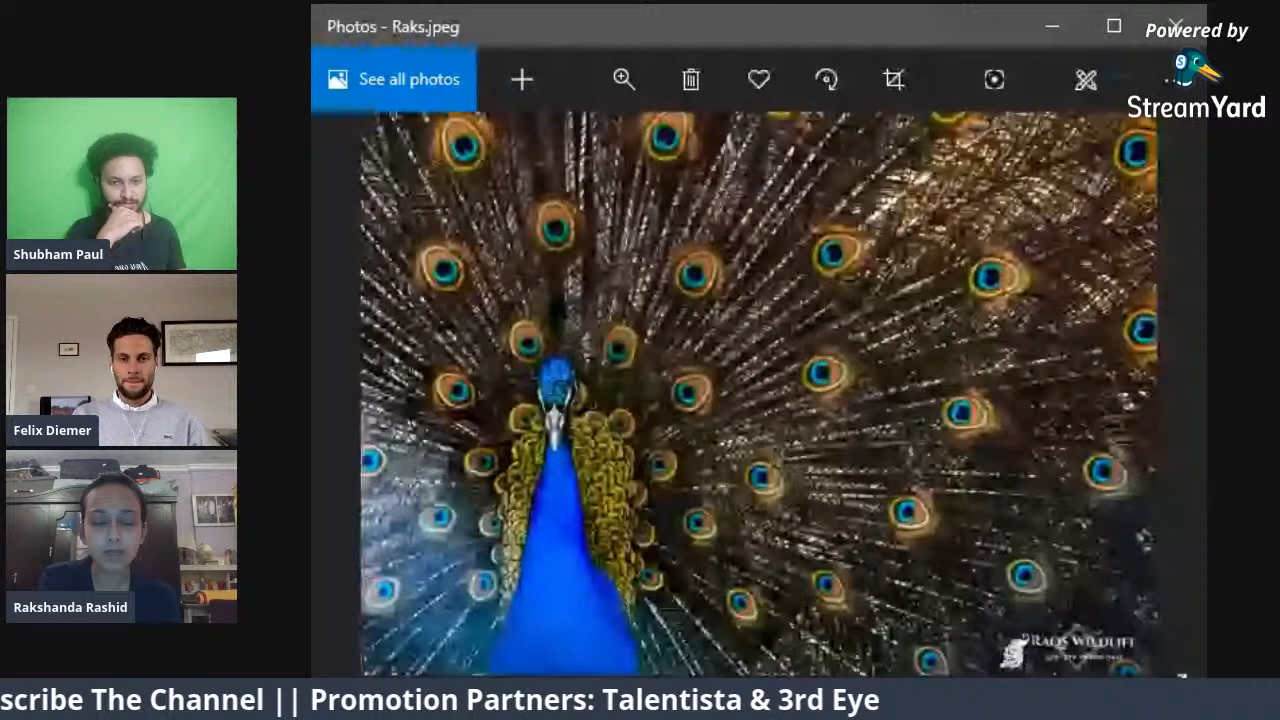 Photos - Raks.jpeg
See all photos
Powered by
StreamYard
Shubham Paul
Felix Diemer
Rakshanda Rashid
scribe The Channel || Promotion Partners: Talentista & 3rd Eye